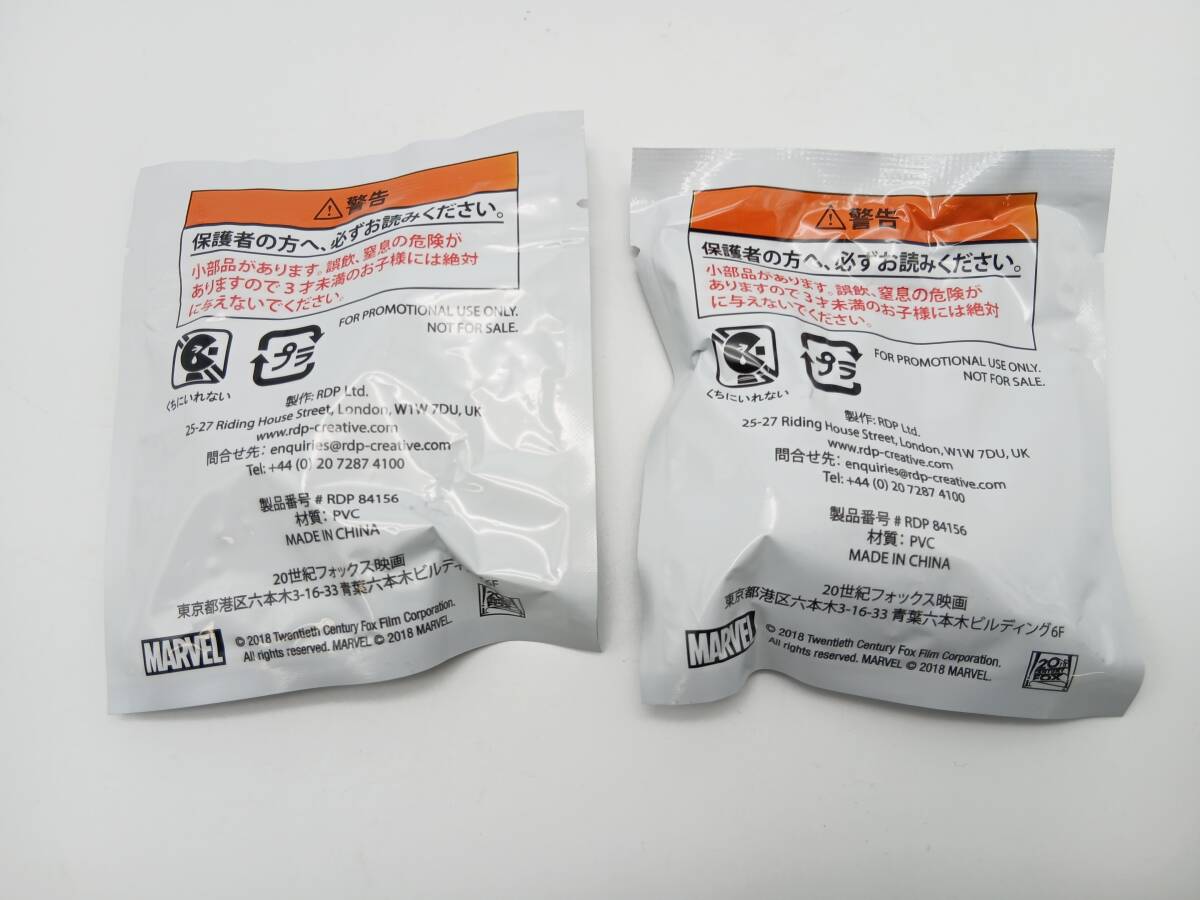 警告
保護者の方へ、必ずお読みください。
小部品があります。誤飲、窒息の危険が
ありますので3才未満のお子様には絶対
に与えないでください。
FOR PROMOTIONAL USE ONLY.
NOT FOR SALE.
くちにいれない
プラ
製作: RDP Ltd.
25-27 Riding House Street, London, W1W 7DU, UK
www.rdp-creative.com
問合せ先: enquiries@rdp-creative.com
Tel: +44 (0) 20 7287 4100
製品番号 # RDP 84156
材質: PVC
MADE IN CHINA
20世紀フォックス映画
東京都港区六本木3-16-33 青葉六本木ビルディ
MARVEL
© 2018 Twentieth Century Fox Film Corporation.
All rights reserved. MARVEL © 2018 MARVEL.
警告
保護者の方へ、必ずお読みください。
小部品があります。誤飲、窒息の危険が
ありますので3才未満のお子様には絶対
に与えないでください。
FOR PROMOTIONAL USE ONLY.
NOT FOR SALE.
くちにいれない
プラ
製作: RDP Ltd.
25-27 Riding House Street, London, W1W 7DU, UK
www.rdp-creative.com
問合せ先: enquiries@rdp-creative.com
Tel: +44 (0) 20 7287 4100
製品番号 # RDP 84156
材質: PVC
MADE IN CHINA
20世紀フォックス映画
東京都港区六本木3-16-33 青葉六本木ビルディング6F
MARVEL
© 2018 Twentieth Century Fox Film Corporation.
All rights reserved. MARVEL © 2018 MARVEL.
20
FOX